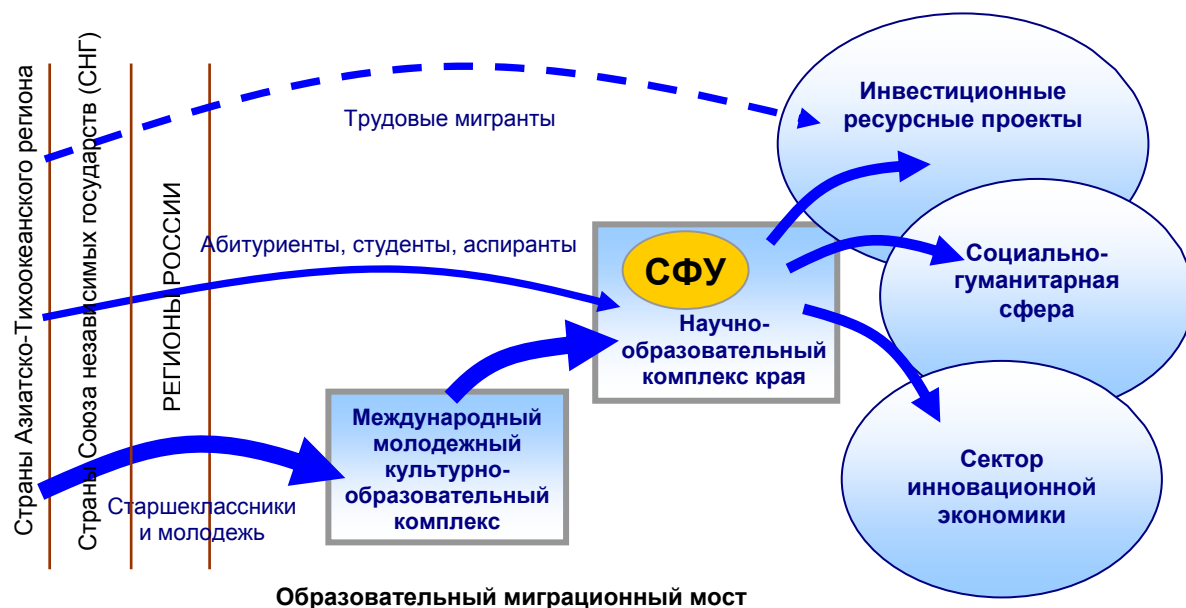 Страны Азиатско-Тихоокеанского региона
Страны Союза независимых государств (СНГ)
РЕГИОНЫ РОССИИ
Трудовые мигранты
Абитуриенты, студенты, аспиранты
Старшеклассники
и молодежь
Международный
молодежный
культурно-
образовательный
комплекс
СФУ
Научно-
образовательный
комплекс края
Инвестиционные
ресурсные проекты
Социально-
гуманитарная
сфера
Сектор
инновационной
экономики
Образовательный миграционный мост